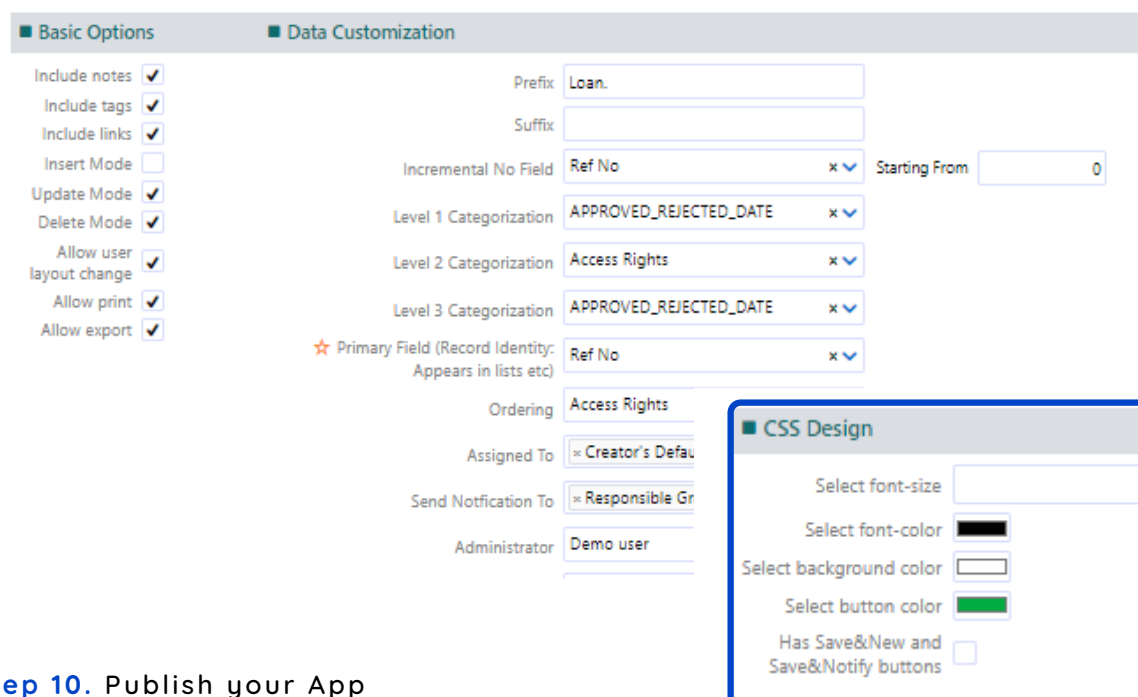 Basic Options
Data Customization
Include notes
Include tags
Include links
Insert Mode
Update Mode
Delete Mode
Allow user
layout change
Allow print
Allow export
Prefix Loan.
Suffix
Incremental No Field Ref No × Starting From 0
Level 1 Categorization APPROVED_REJECTED_DATE ×
Level 2 Categorization Access Rights ×
Level 3 Categorization APPROVED_REJECTED_DATE ×
Primary Field (Record Identity:
Appears in lists etc) Ref No ×
Ordering Access Rights
Assigned To × Creator's Defau
Send Notfication To × Responsible Gr
Administrator Demo user
CSS Design
Select font-size
Select font-color
Select background color
Select button color
Has Save&New and
Save&Notify buttons
ep 10. Publish your App